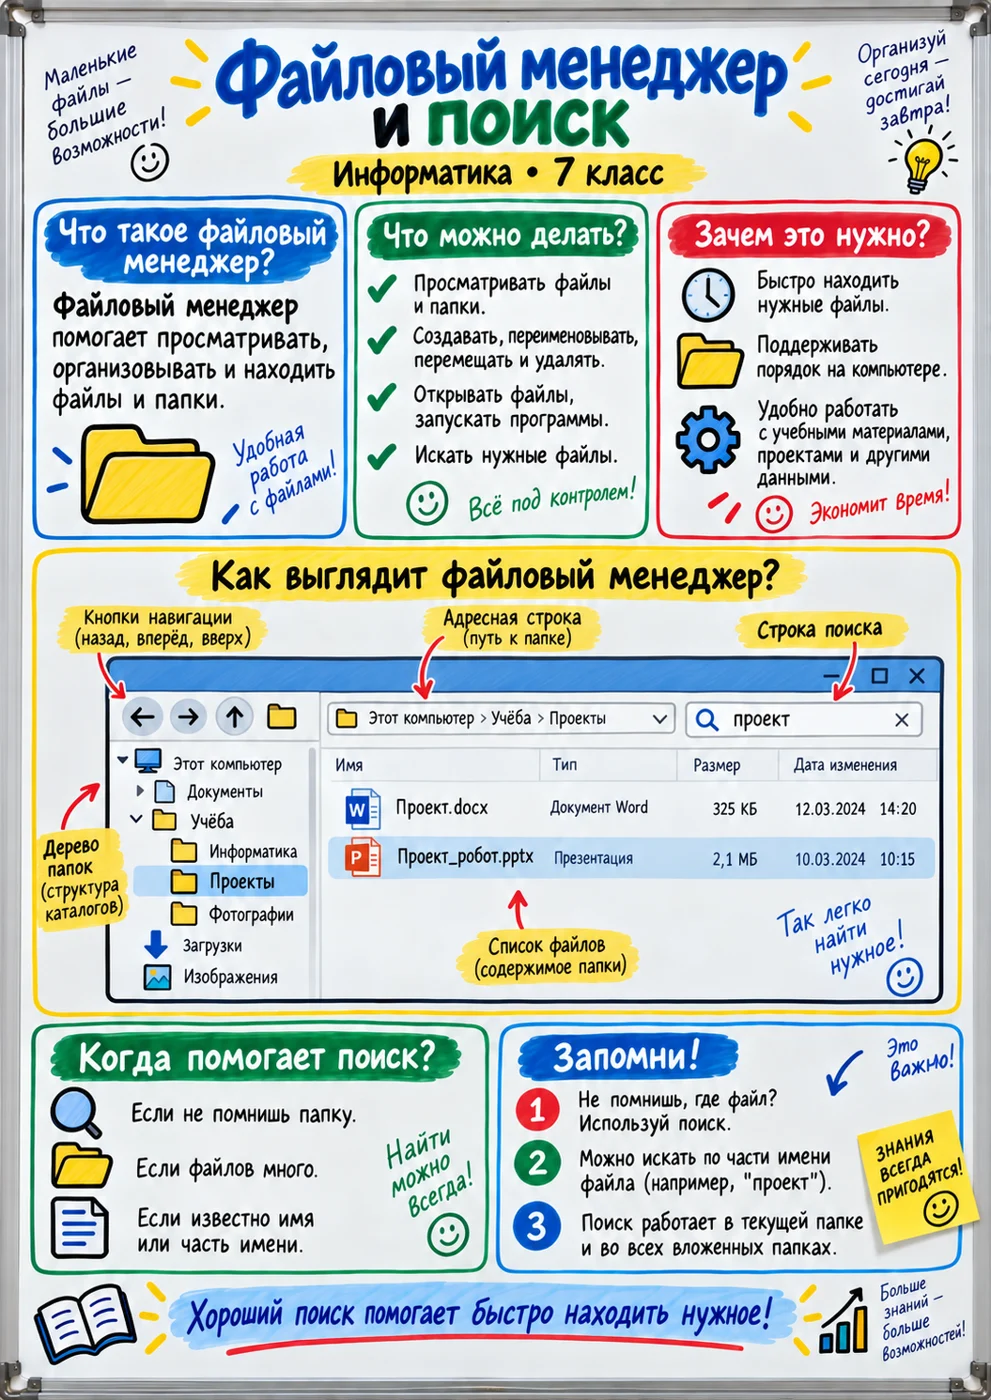 Маленькие
файлы –
большие
возможности!
Файловый менеджер
и поиск
Информатика • 7 класс
Организуй
сегодня –
достигай
завтра!
Что такое файловый
менеджер?
Файловый менеджер
помогает просматривать,
организовывать и находить
файлы и папки.
Удобная
работа
с файлами!
Что можно делать?
Просматривать файлы
и папки.
Создавать, переименовывать,
перемещать и удалять.
Открывать файлы,
запускать программы.
Искать нужные файлы.
Всё под контролем!
Зачем это нужно?
Быстро находить
нужные файлы.
Поддерживать
порядок на компьютере.
Удобно работать
с учебными материалами,
проектами и другими
данными.
Экономит время!
Как выглядит файловый менеджер?
Кнопки навигации
(назад, вперёд, вверх)
Адресная строка
(путь к папке)
Строка поиска
Этот компьютер > Учёба > Проекты
проект
Этот компьютер
Документы
Учёба
Информатика
Проекты
Фотографии
Загрузки
Изображения
Дерево
папок
(структура
каталогов)
Имя Тип Размер Дата изменения
W Проект.docx Документ Word 325 КБ 12.03.2024 14:20
P Проект_робот.pptx Презентация 2,1 МБ 10.03.2024 10:15
Список файлов
(содержимое папки)
Так легко
найти
нужное!
Когда помогает поиск?
Если не помнишь папку.
Если файлов много.
Если известно имя
или часть имени.
Найти
можно
всегда!
Запомни!
Это
важно!
1 Не помнишь, где файл?
Используй поиск.
2 Можно искать по части имени
файла (например, "проект").
3 Поиск работает в текущей папке
и во всех вложенных папках.
ЗНАНИЯ
ВСЕГДА
ПРИГОДЯТСЯ!
Хороший поиск помогает быстро находить нужное!
Больше
знаний –
больше
возможностей!